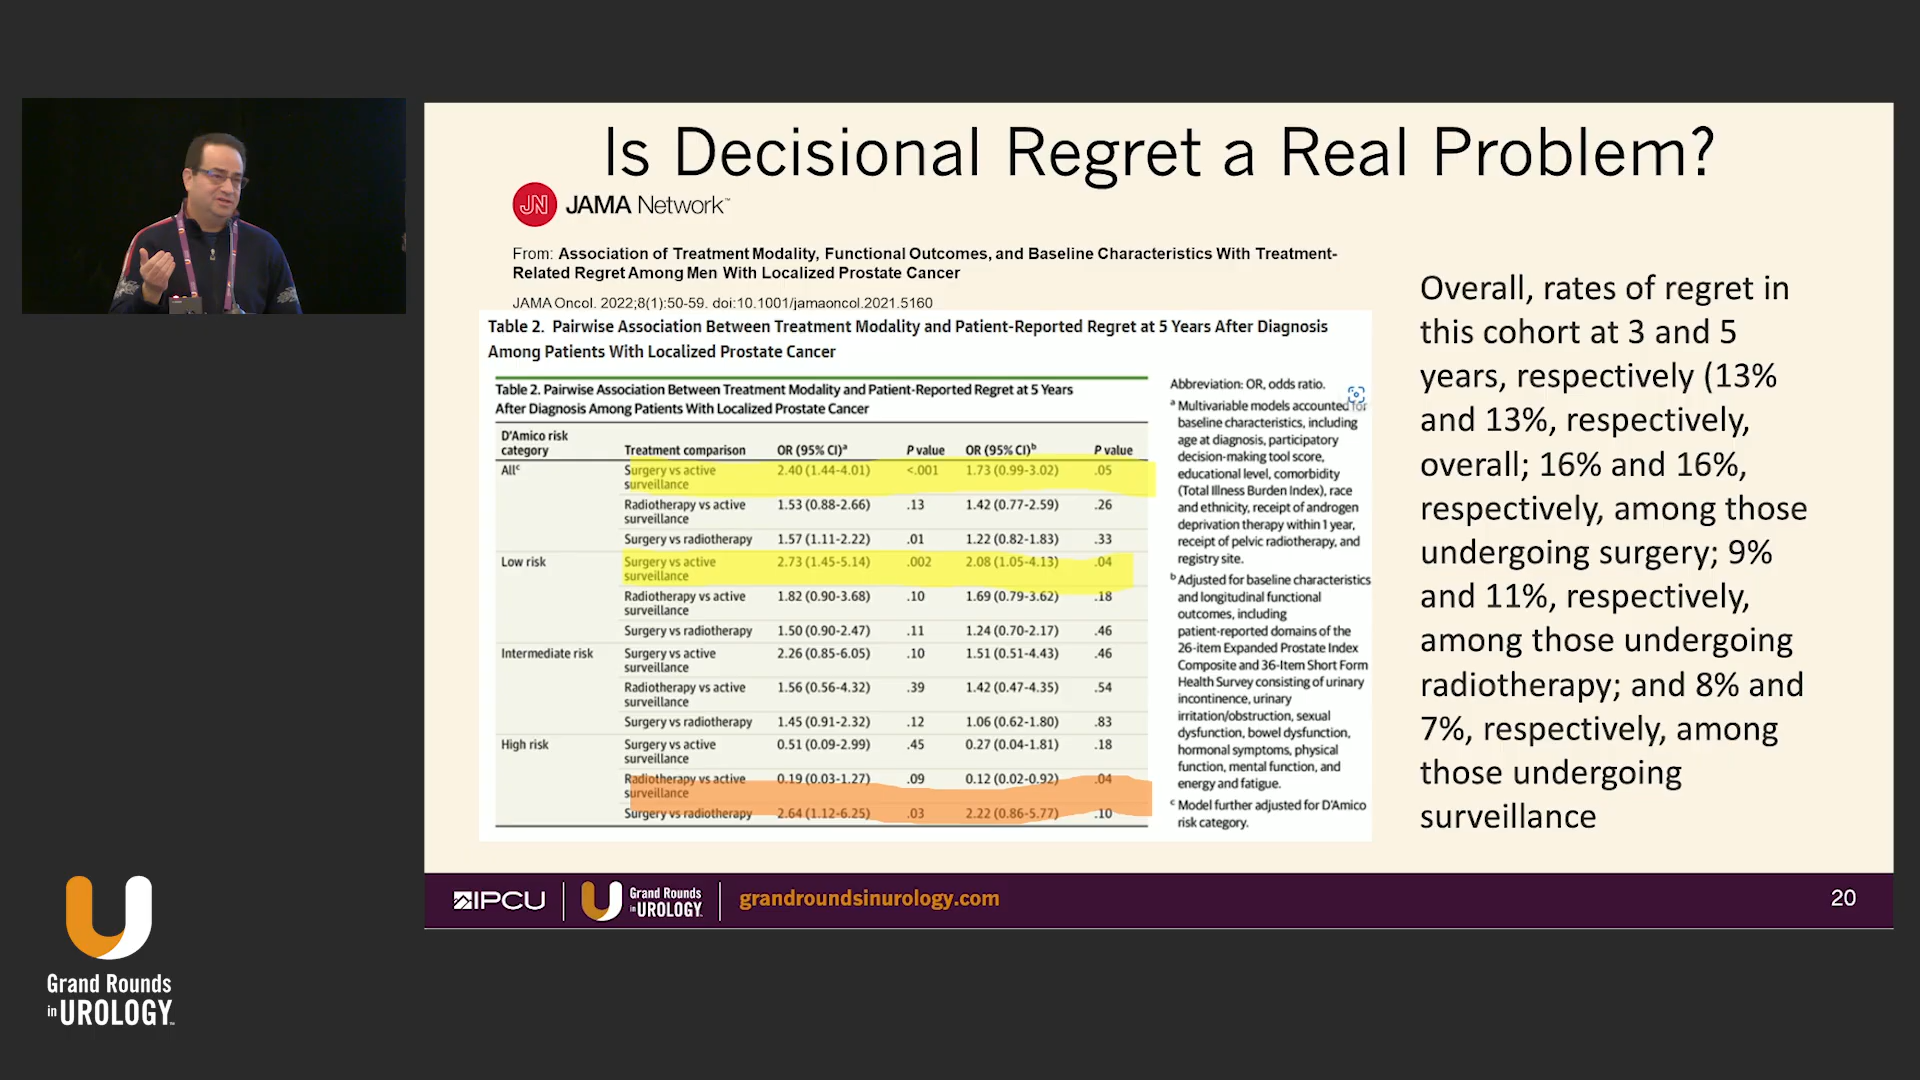 Is Decisional Regret a Real Problem?
JN JAMA Network™
From: Association of Treatment Modality, Functional Outcomes, and Baseline Characteristics With Treatment-
Related Regret Among Men With Localized Prostate Cancer
JAMA Oncol. 2022;8(1):50-59. doi:10.1001/jamaoncol.2021.5160
Table 2. Pairwise Association Between Treatment Modality and Patient-Reported Regret at 5 Years After Diagnosis
Among Patients With Localized Prostate Cancer
Table 2. Pairwise Association Between Treatment Modality and Patient-Reported Regret at 5 Years
After Diagnosis Among Patients With Localized Prostate Cancer
D'Amico risk
category Treatment comparison OR (95% CI)a P value OR (95% CI)b P value
Allc Surgery vs active 2.40 (1.44-4.01) <.001 1.73 (0.99-3.02) .05
surveillance
Radiotherapy vs active 1.53 (0.88-2.66) .13 1.42 (0.77-2.59) .26
surveillance
Surgery vs radiotherapy 1.57 (1.11-2.22) .01 1.22 (0.82-1.83) .33
Low risk Surgery vs active 2.73 (1.45-5.14) .002 2.08 (1.05-4.13) .04
surveillance
Radiotherapy vs active 1.82 (0.90-3.68) .10 1.69 (0.79-3.62) .18
surveillance
Surgery vs radiotherapy 1.50 (0.90-2.47) .11 1.24 (0.70-2.17) .46
Intermediate risk Surgery vs active 2.26 (0.85-6.05) .10 1.51 (0.51-4.43) .46
surveillance
Radiotherapy vs active 1.56 (0.56-4.32) .39 1.42 (0.47-4.35) .54
surveillance
Surgery vs radiotherapy 1.45 (0.91-2.32) .12 1.06 (0.62-1.80) .83
High risk Surgery vs active 0.51 (0.09-2.99) .45 0.27 (0.04-1.81) .18
surveillance
Radiotherapy vs active 0.19 (0.03-1.27) .09 0.12 (0.02-0.92) .04
surveillance
Surgery vs radiotherapy 2.64 (1.12-6.25) .03 2.22 (0.86-5.77) .10
Abbreviation: OR, odds ratio.
a Multivariable models accounted for
baseline characteristics, including
age at diagnosis, participatory
decision-making tool score,
educational level, comorbidity
(Total Illness Burden Index), race
and ethnicity, receipt of androgen
deprivation therapy within 1 year,
receipt of pelvic radiotherapy, and
registry site.
b Adjusted for baseline characteristics
and longitudinal functional
outcomes, including
patient-reported domains of the
26-item Expanded Prostate Index
Composite and 36-Item Short Form
Health Survey consisting of urinary
incontinence, urinary
irritation/obstruction, sexual
dysfunction, bowel dysfunction,
hormonal symptoms, physical
function, mental function, and
energy and fatigue.
c Model further adjusted for D'Amico
risk category.
Overall, rates of regret in
this cohort at 3 and 5
years, respectively (13%
and 13%, respectively,
overall; 16% and 16%,
respectively, among those
undergoing surgery; 9%
and 11%, respectively,
among those undergoing
radiotherapy; and 8% and
7%, respectively, among
those undergoing
surveillance
IPCU
Grand Rounds
in UROLOGY
grandroundsinurology.com
20
Grand Rounds
in UROLOGY™